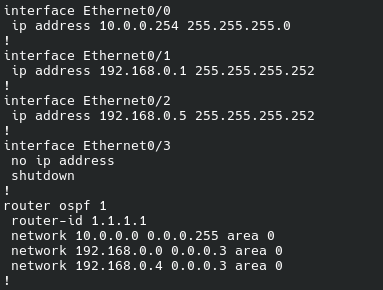 interface Ethernet0/0
 ip address 10.0.0.254 255.255.255.0
!
interface Ethernet0/1
 ip address 192.168.0.1 255.255.255.252
!
interface Ethernet0/2
 ip address 192.168.0.5 255.255.255.252
!
interface Ethernet0/3
 no ip address
 shutdown
!
router ospf 1
 router-id 1.1.1.1
 network 10.0.0.0 0.0.0.255 area 0
 network 192.168.0.0 0.0.0.3 area 0
 network 192.168.0.4 0.0.0.3 area 0
!